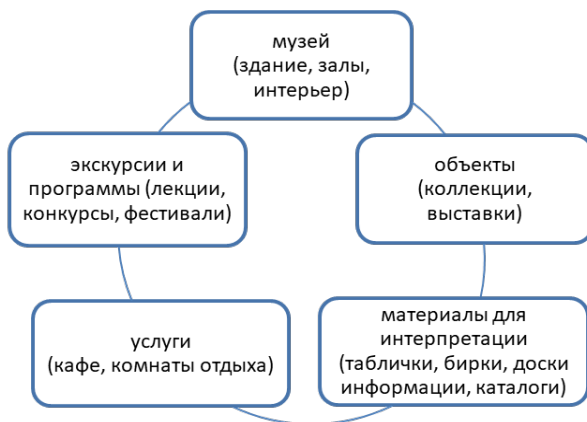 музей
(здание, залы,
интерьер)
экскурсии и
программы (лекции,
конкурсы, фестивали)
объекты
(коллекции,
выставки)
услуги
(кафе, комнаты отдыха)
материалы для
интерпретации
(таблички, бирки, доски
информации, каталоги)